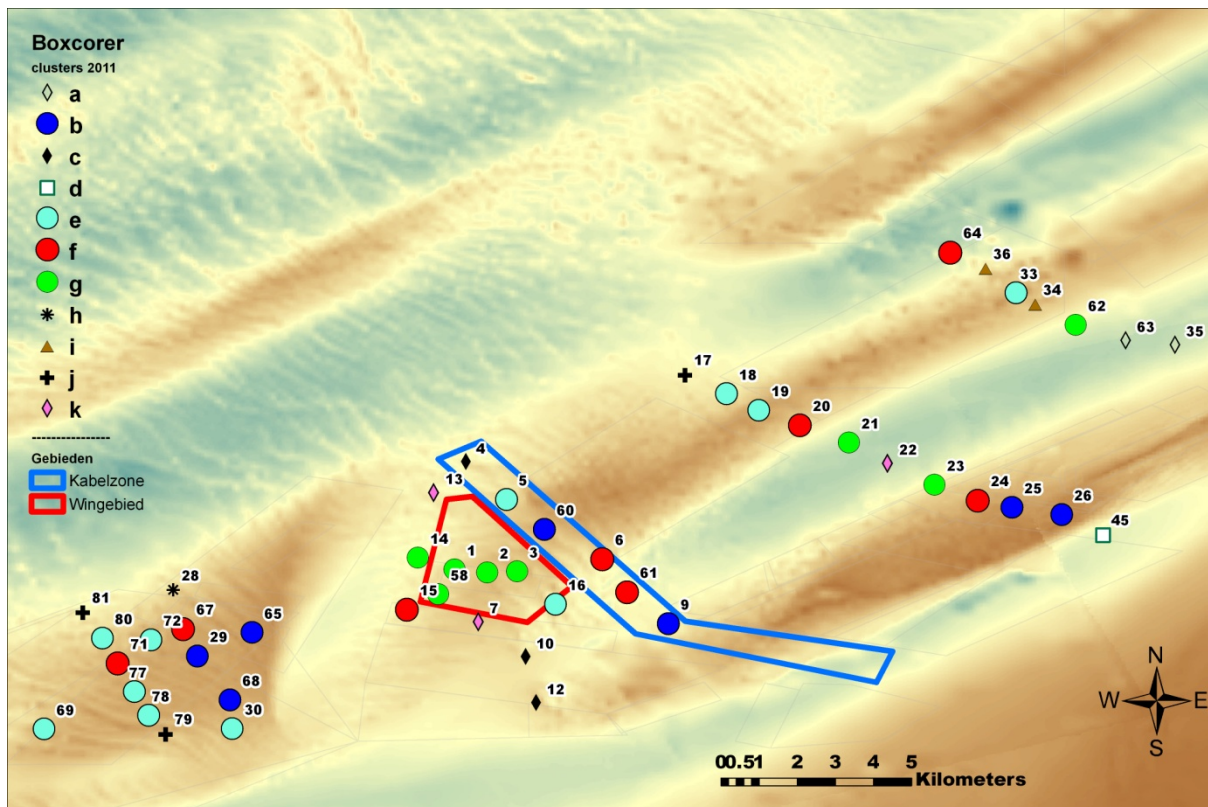 Boxcorer
clusters 2011
a
b
c
d
e
f
g
h
i
j
k
----------------
Gebieden
Kabelzone
Wingebied
64
36
33
34
62
63
35
17
18
19
20
21
22
23
24
25
26
45
4
13
5
60
14
1
2
3
6
58
61
15
16
7
9
10
12
28
81
67
65
80
72
29
71
77
68
78
69
79
30
N
W E
S
00.51 2 3 4 5
Kilometers